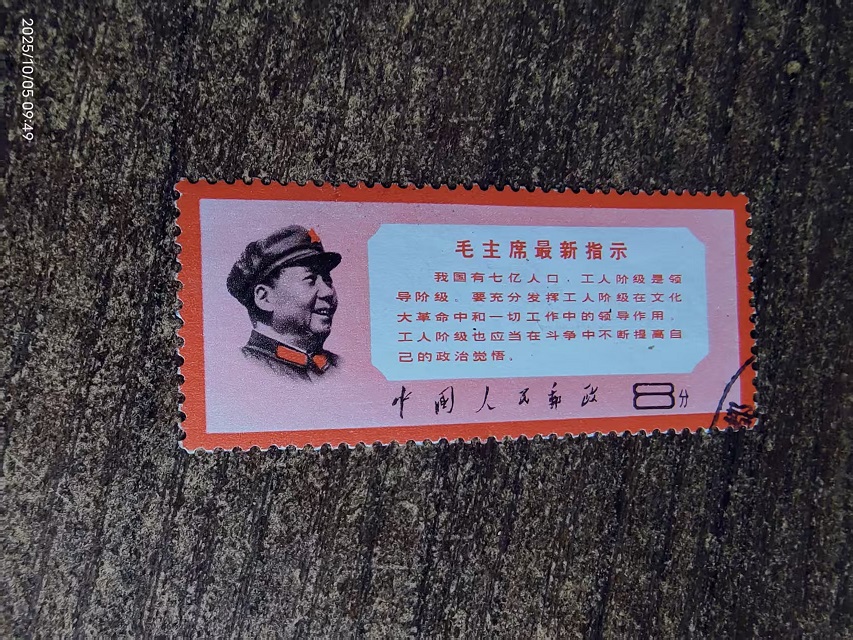 2025/10/05 09:49
毛主席最新指示
我国有七亿人口，工人阶级是领
导阶级。要充分发挥工人阶级在文化
大革命中和一切工作中的领导作用。
工人阶级也应当在斗争中不断提高自
己的政治觉悟。
中国人民邮政 8分